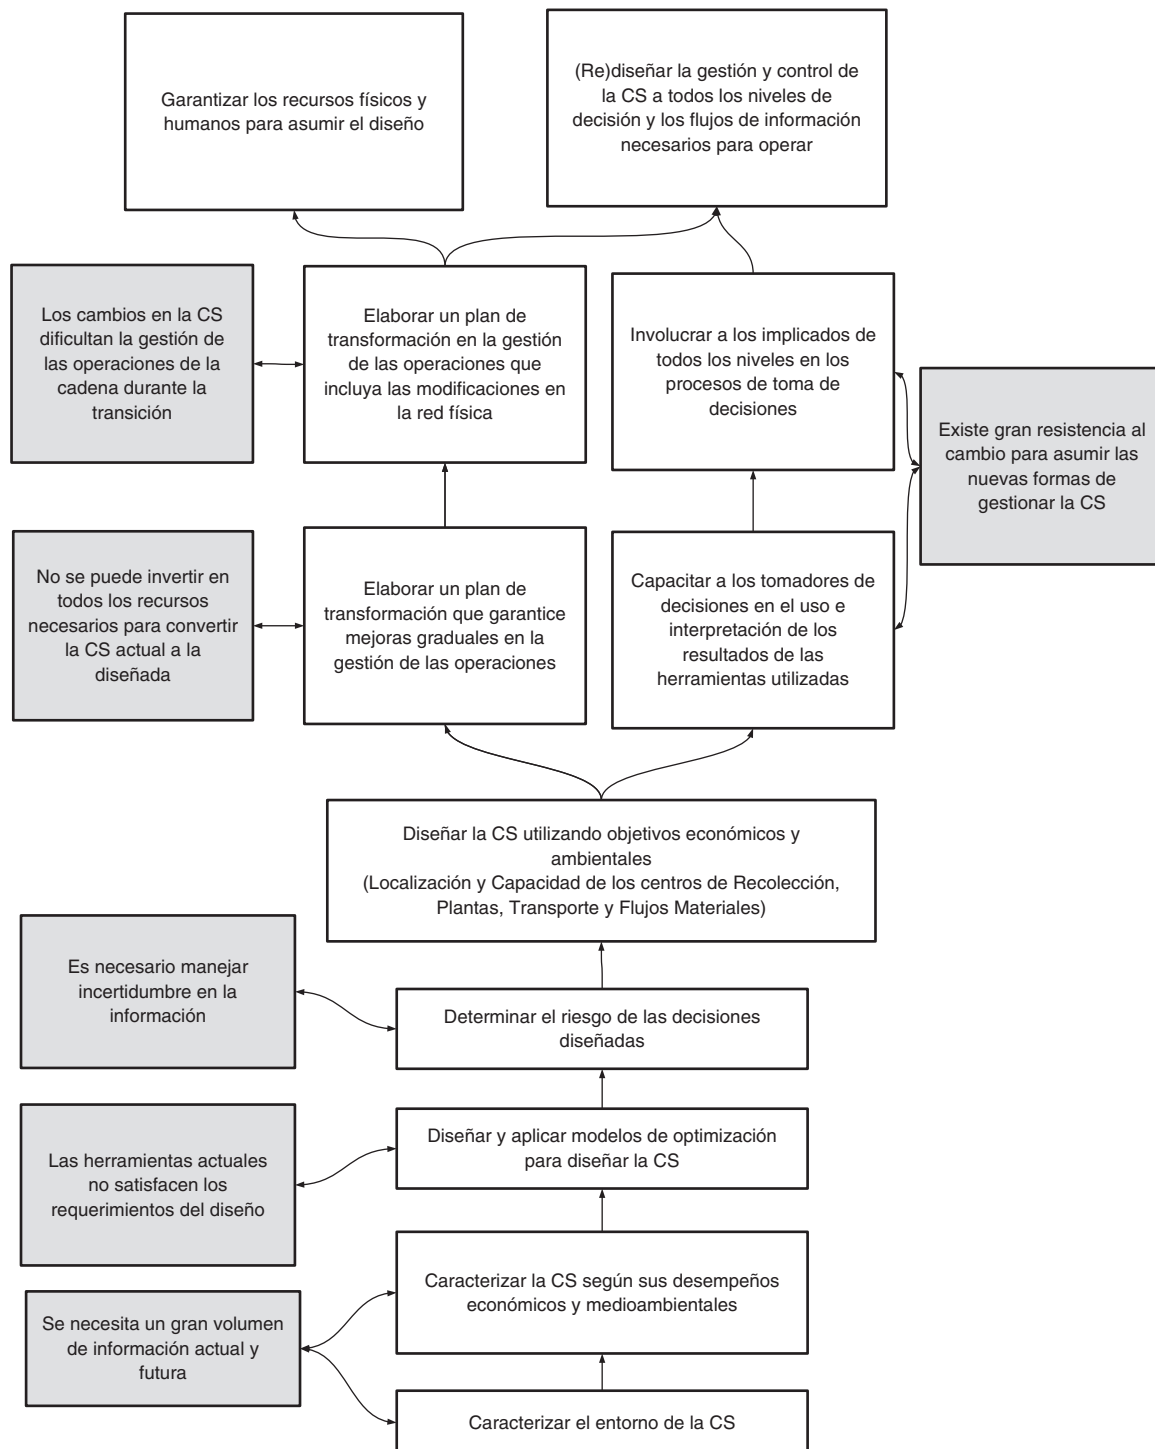 Garantizar los recursos físicos y
humanos para asumir el diseño
(Re)diseñar la gestión y control de
la CS a todos los niveles de
decisión y los flujos de información
necesarios para operar
Los cambios en la CS
dificultan la gestión de
las operaciones de la
cadena durante la
transición
Elaborar un plan de
transformación en la gestión
de las operaciones que
incluya las modificaciones en
la red física
Involucrar a los implicados de
todos los niveles en los
procesos de toma de
decisiones
Existe gran resistencia al
cambio para asumir las
nuevas formas de
gestionar la CS
No se puede invertir en
todos los recursos
necesarios para convertir
la CS actual a la
diseñada
Elaborar un plan de
transformación que garantice
mejoras graduales en la
gestión de las operaciones
Capacitar a los tomadores de
decisiones en el uso e
interpretación de los
resultados de las
herramientas utilizadas
Diseñar la CS utilizando objetivos económicos y
ambientales
(Localización y Capacidad de los centros de Recolección,
Plantas, Transporte y Flujos Materiales)
Es necesario manejar
incertidumbre en la
información
Determinar el riesgo de las decisiones
diseñadas
Las herramientas actuales
no satisfacen los
requerimientos del diseño
Diseñar y aplicar modelos de optimización
para diseñar la CS
Caracterizar la CS según sus desempeños
económicos y medioambientales
Se necesita un gran volumen
de información actual y
futura
Caracterizar el entorno de la CS